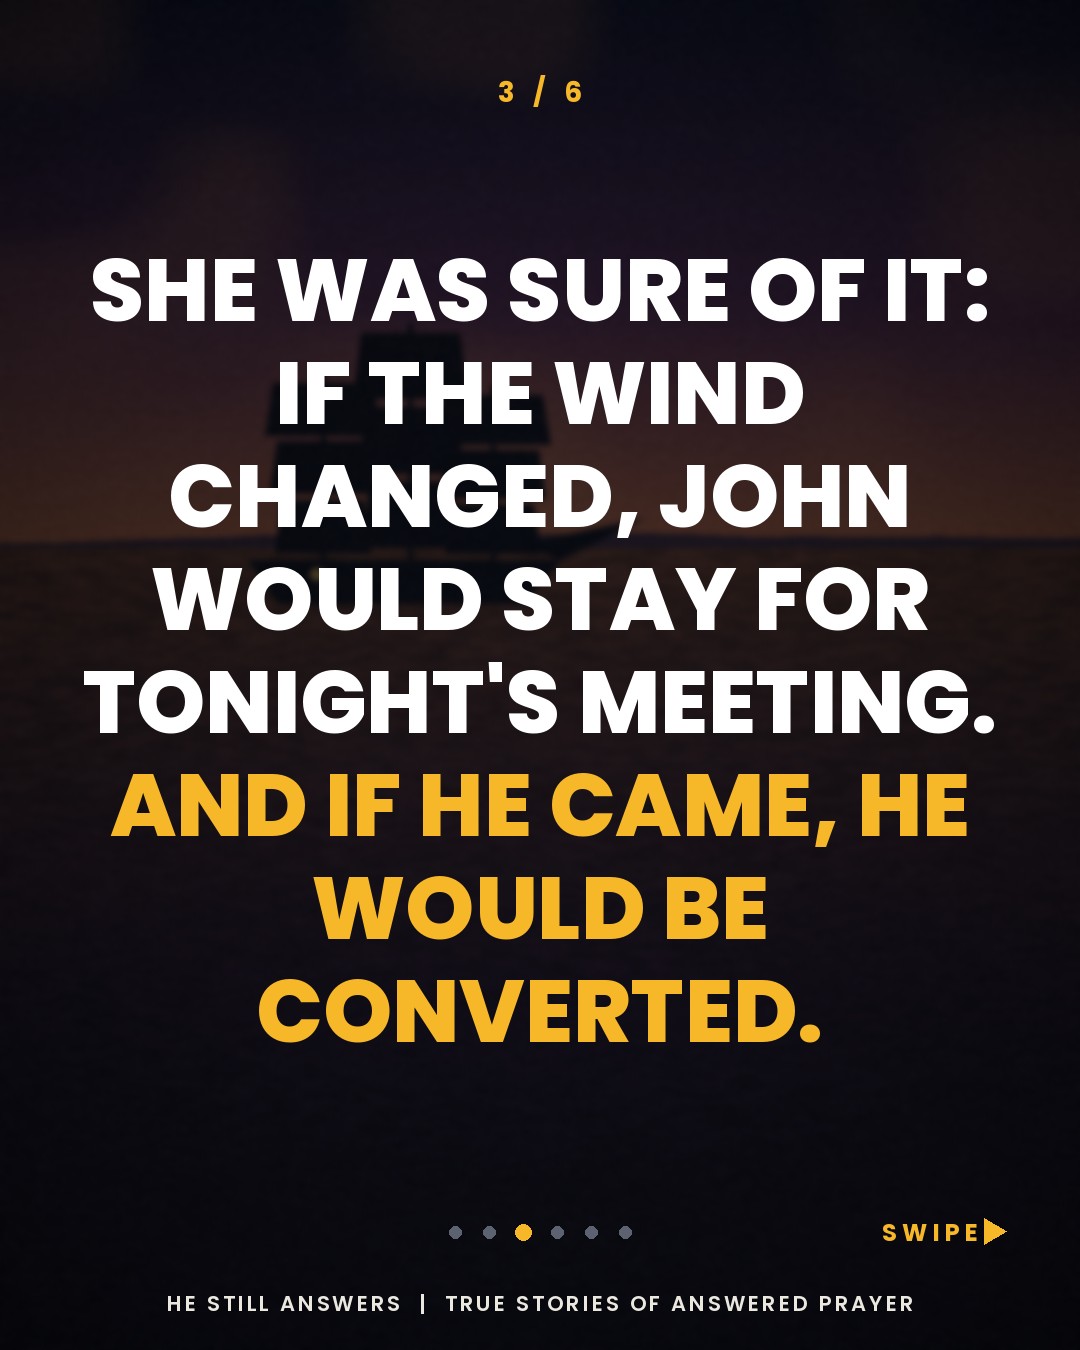 3 / 6
SHE WAS SURE OF IT:
IF THE WIND
CHANGED, JOHN
WOULD STAY FOR
TONIGHT'S MEETING.
AND IF HE CAME, HE
WOULD BE
CONVERTED.
SWIPE
HE STILL ANSWERS | TRUE STORIES OF ANSWERED PRAYER